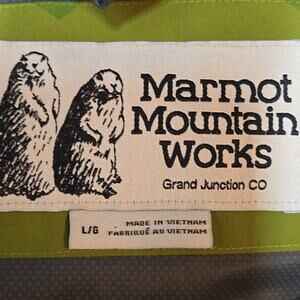 Marmot
Mountain
Works
Grand Junction CO
L/G
MADE IN VIETNAM
FABRIQUÉ AU VIETNAM